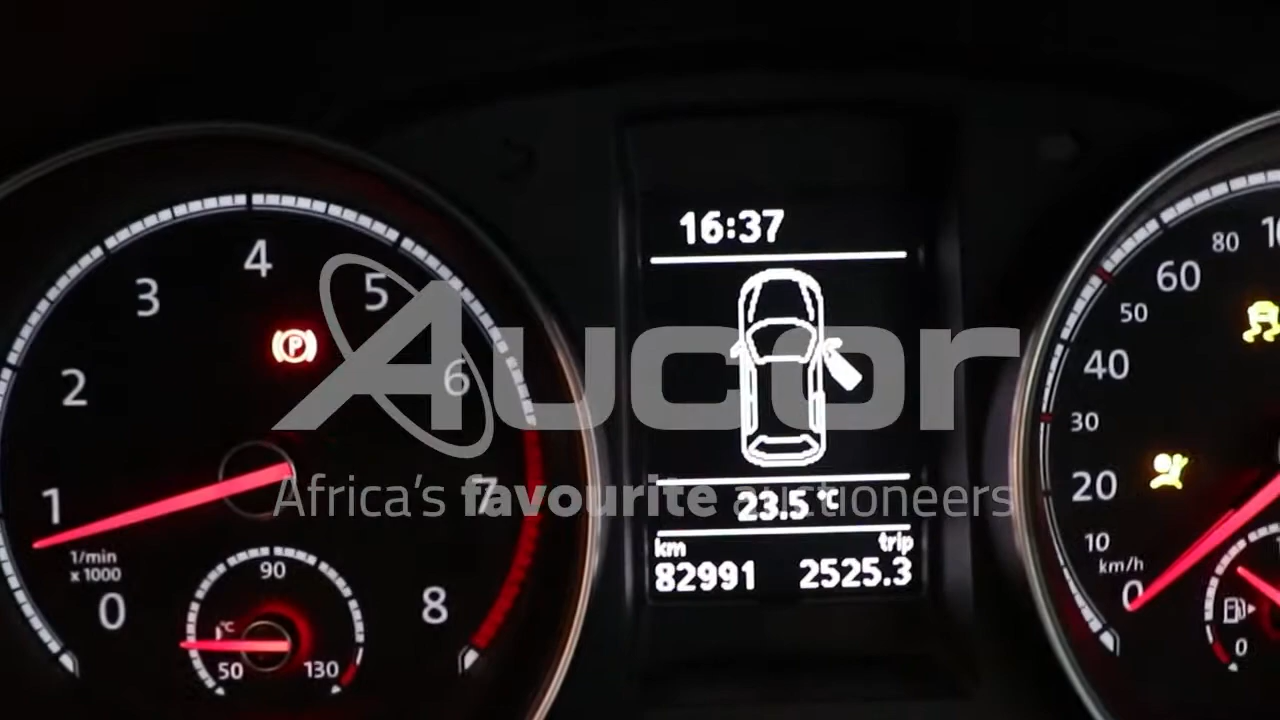 16:37
4
80
3
5
60
50
P
Aucor
2
6
40
30
Africa's favourite auctioneers
1
7
20
23.5 °C
10
km/h
km
trip
1/min
x 1000
90
82991
2525.3
0
8
0
°C
50
130
0